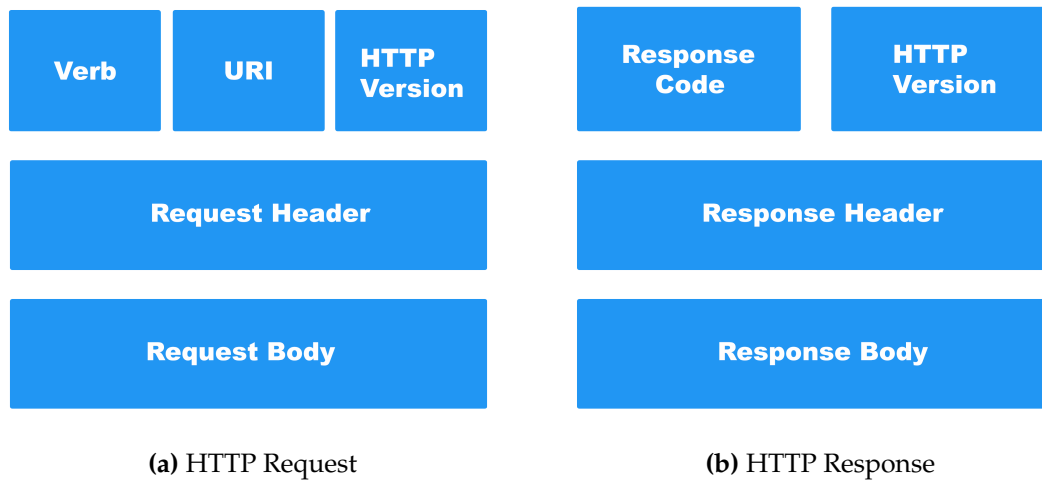 Verb
URI
HTTP
Version
Request Header
Request Body
(a) HTTP Request
Response
Code
HTTP
Version
Response Header
Response Body
(b) HTTP Response